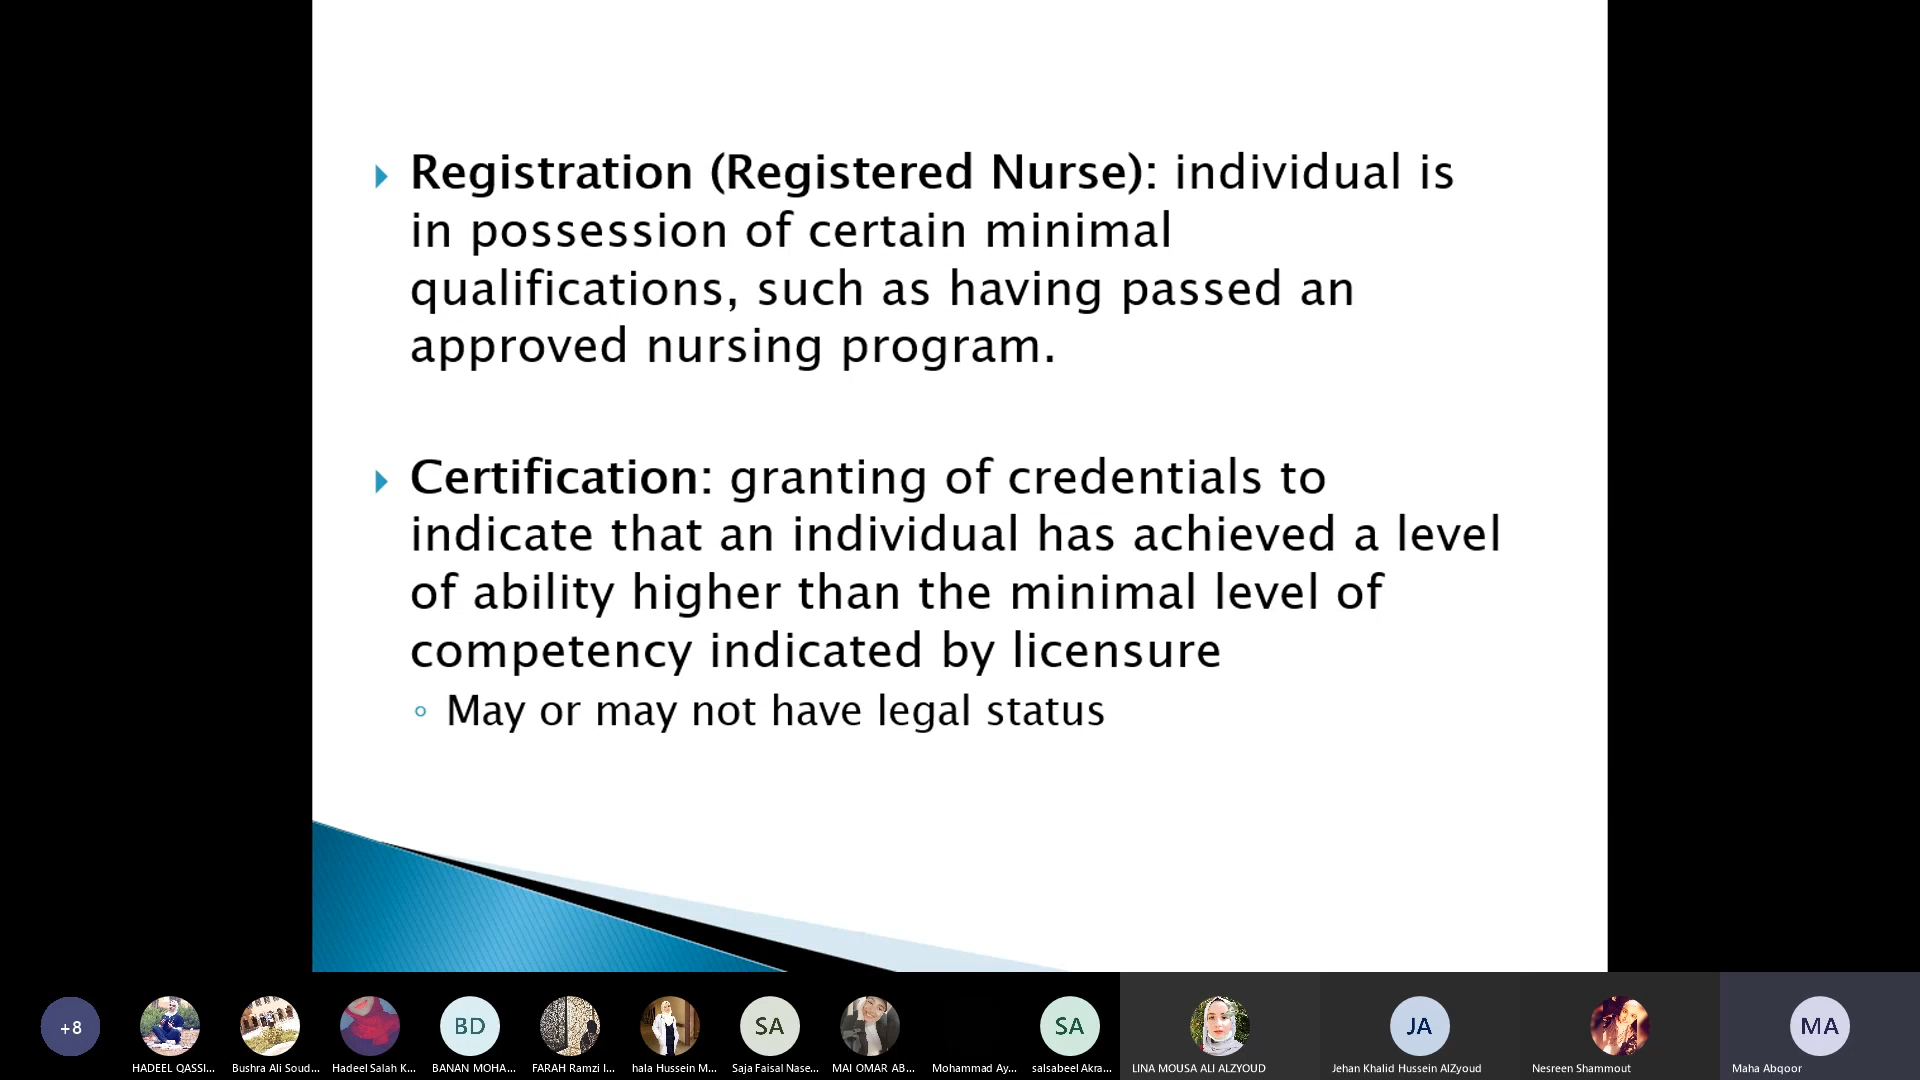 Registration (Registered Nurse): individual is
in possession of certain minimal
qualifications, such as having passed an
approved nursing program.
Certification: granting of credentials to
indicate that an individual has achieved a level
of ability higher than the minimal level of
competency indicated by licensure
May or may not have legal status
+8
BD
SA
SA
JA
MA
HADEEL QASSI...
Bushra Ali Soud...
Hadeel Salah K...
BANAN MOHA...
FARAH Ramzi I...
hala Hussein M...
Saja Faisal Nase...
MAI OMAR AB...
Mohammad Ay...
salsabeel Akra...
LINA MOUSA ALI ALZYOUD
Jehan Khalid Hussein AlZyoud
Nesreen Shammout
Maha Abqoor